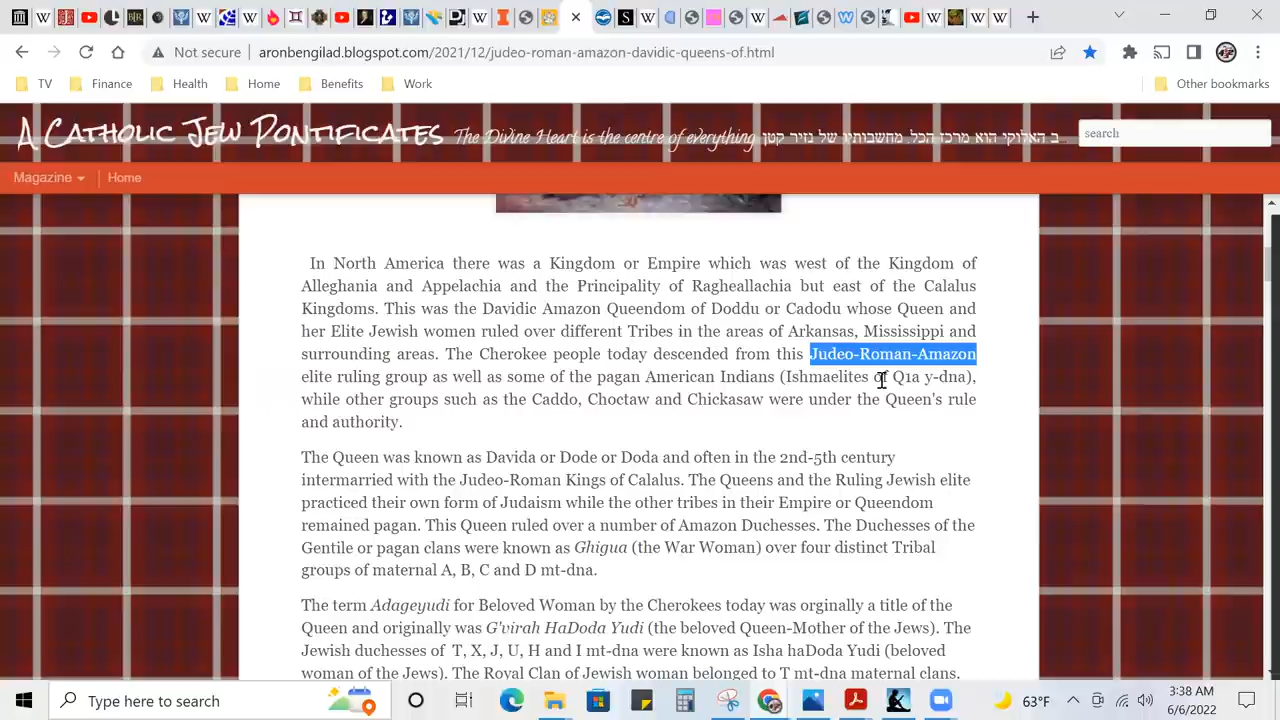 Not secure aronbengilad.blogspot.com/2021/12/judeo-roman-amazon-davidic-queens-of.html
TV Finance Health Home Benefits Work Other bookmarks
A Catholic Jew Pontificates The Divine Heart is the centre of everything ב האלוקי הוא מרכז הכל. מחשבותיו של נזיר קטן search
Magazine Home
In North America there was a Kingdom or Empire which was west of the Kingdom of
Alleghania and Appelachia and the Principality of Ragheallachia but east of the Calalus
Kingdoms. This was the Davidic Amazon Queendom of Doddu or Cadodu whose Queen and
her Elite Jewish women ruled over different Tribes in the areas of Arkansas, Mississippi and
surrounding areas. The Cherokee people today descended from this Judeo-Roman-Amazon
elite ruling group as well as some of the pagan American Indians (Ishmaelites of Q1a y-dna),
while other groups such as the Caddo, Choctaw and Chickasaw were under the Queen's rule
and authority.
The Queen was known as Davida or Dode or Doda and often in the 2nd-5th century
intermarried with the Judeo-Roman Kings of Calalus. The Queens and the Ruling Jewish elite
practiced their own form of Judaism while the other tribes in their Empire or Queendom
remained pagan. This Queen ruled over a number of Amazon Duchesses. The Duchesses of the
Gentile or pagan clans were known as Ghigua (the War Woman) over four distinct Tribal
groups of maternal A, B, C and D mt-dna.
The term Adageyudi for Beloved Woman by the Cherokees today was orginally a title of the
Queen and originally was G'virah HaDoda Yudi (the beloved Queen-Mother of the Jews). The
Jewish duchesses of T, X, J, U, H and I mt-dna were known as Isha haDoda Yudi (beloved
woman of the Jews). The Royal Clan of Jewish woman belonged to T mt-dna maternal clans.
Type here to search 63°F 3:38 AM
6/6/2022